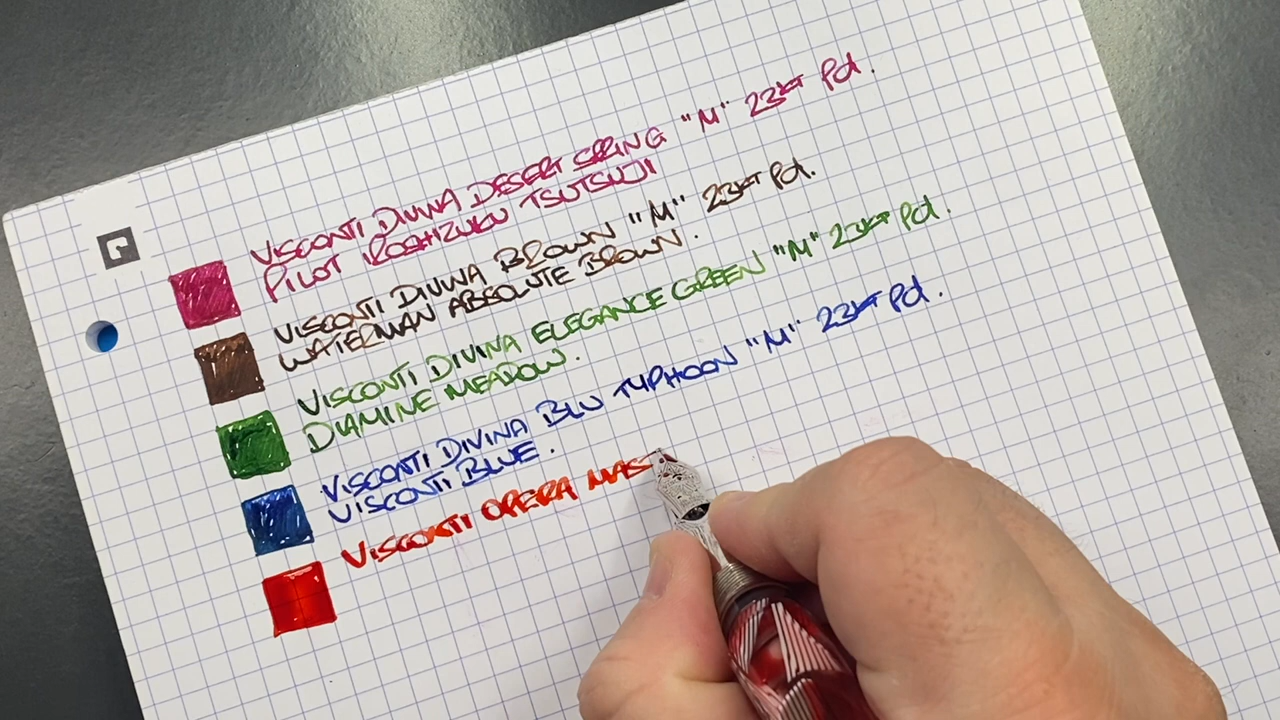 VISCONTI DIVINA DESERT SPRING "M" 23KT Pd.
PILOT IROSHIZUKU TSUTSUJI
VISCONTI DIVINA BROWN "M" 23KT Pd.
WATERMAN ABSOLUTE BROWN.
VISCONTI DIVINA ELEGANCE GREEN "M" 23KT Pd.
DIAMINE MEADOW.
VISCONTI DIVINA BLU TYPHOON "M" 23KT Pd.
VISCONTI BLUE.
VISCONTI OPERA MAST